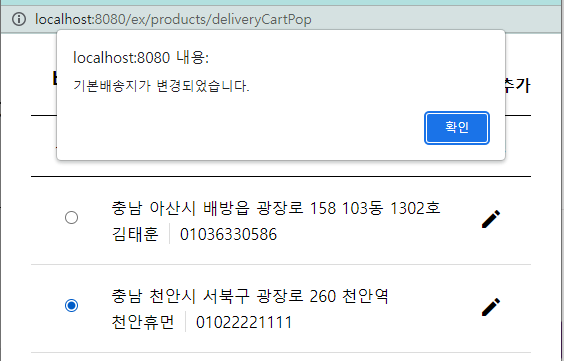 localhost:8080/ex/products/deliveryCartPop
localhost:8080 내용:
기본배송지가 변경되었습니다.
추가
확인
충남 아산시 배방읍 광장로 158 103동 1302호
김태훈 01036330586
충남 천안시 서북구 광장로 260 천안역
천안휴먼 01022221111